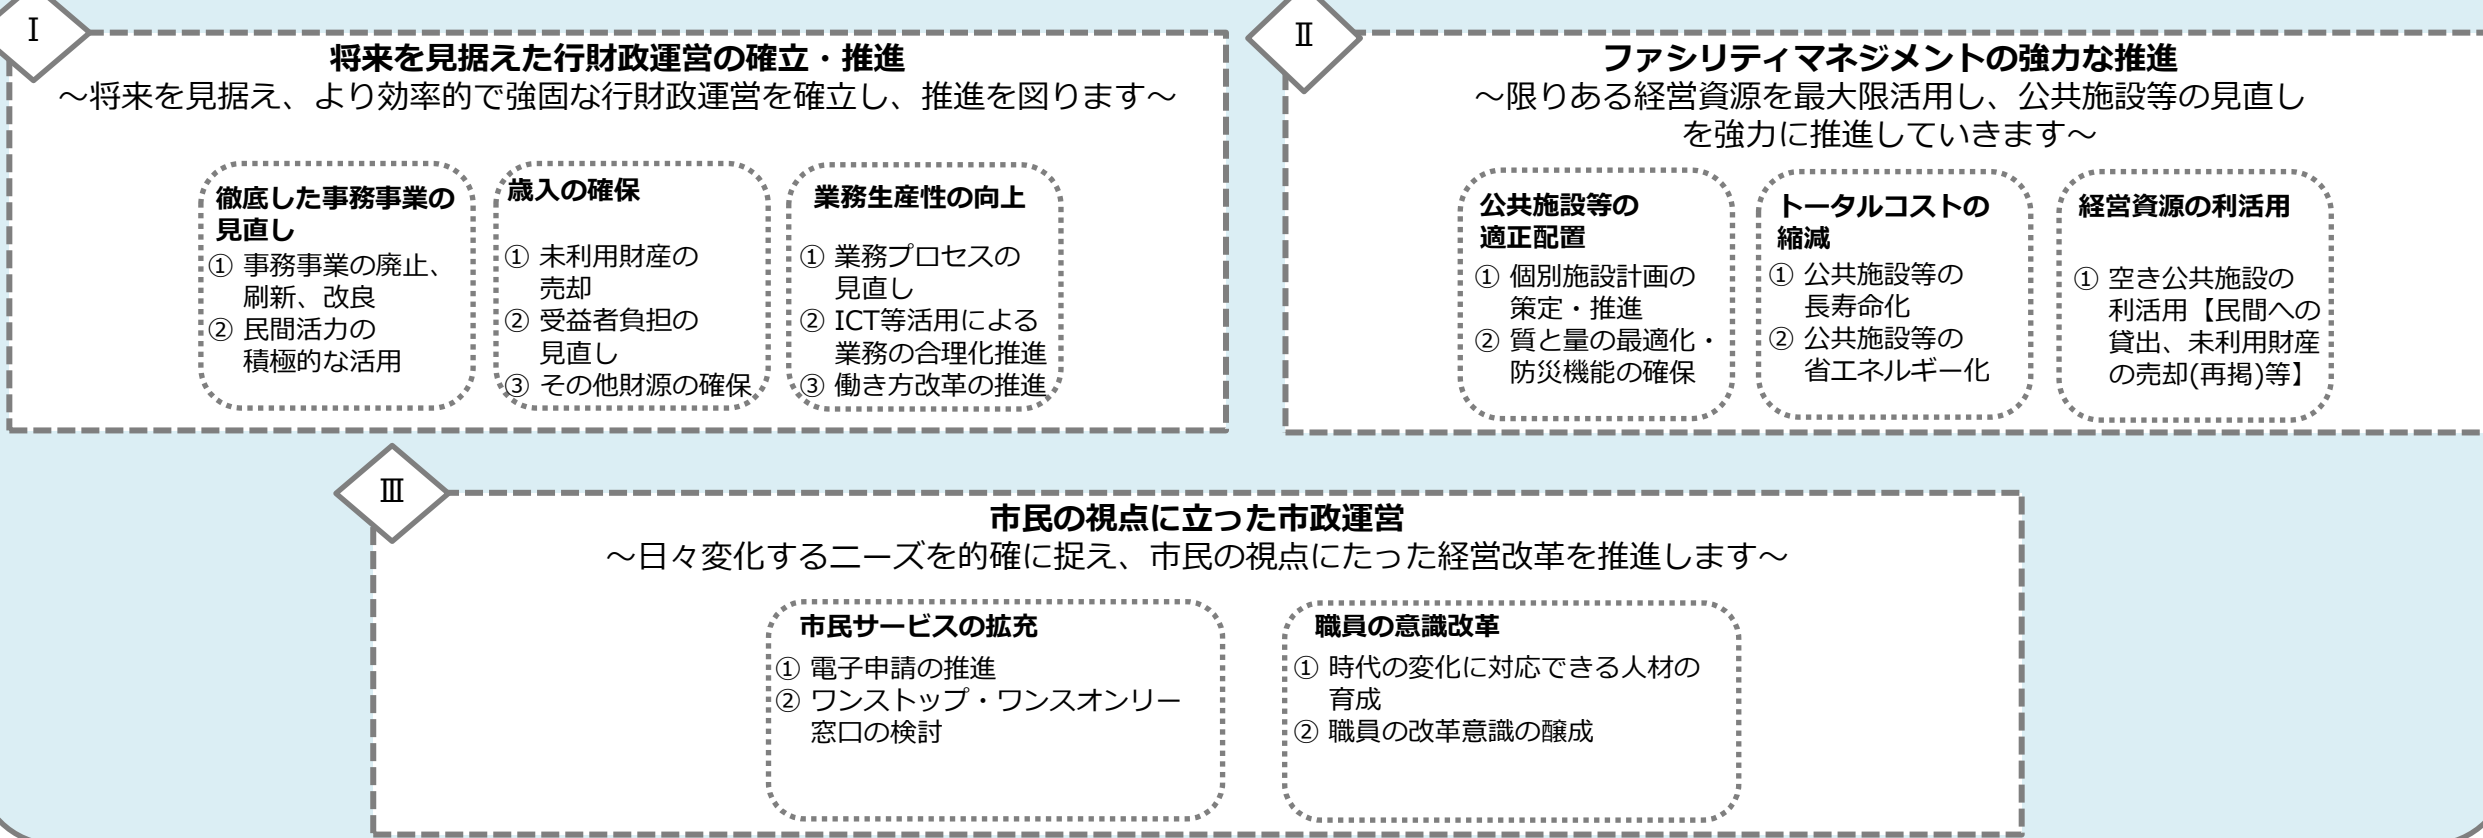 Ⅰ
将来を見据えた行財政運営の確立・推進
～将来を見据え、より効率的で強固な行財政運営を確立し、推進を図ります～
徹底した事務事業の
見直し
① 事務事業の廃止、
刷新、改良
② 民間活力の
積極的な活用
歳入の確保
① 未利用財産の
売却
② 受益者負担の
見直し
③ その他財源の確保
業務生産性の向上
① 業務プロセスの
見直し
② ICT等活用による
業務の合理化推進
③ 働き方改革の推進
Ⅱ
ファシリティマネジメントの強力な推進
～限りある経営資源を最大限活用し、公共施設等の見直し
を強力に推進していきます～
公共施設等の
適正配置
① 個別施設計画の
策定・推進
② 質と量の最適化・
防災機能の確保
トータルコストの
縮減
① 公共施設等の
長寿命化
② 公共施設等の
省エネルギー化
経営資源の利活用
① 空き公共施設の
利活用【民間への
貸出、未利用財産
の売却(再掲)等】
Ⅲ
市民の視点に立った市政運営
～日々変化するニーズを的確に捉え、市民の視点にたった経営改革を推進します～
市民サービスの拡充
① 電子申請の推進
② ワンストップ・ワンスオンリー
窓口の検討
職員の意識改革
① 時代の変化に対応できる人材の
育成
② 職員の改革意識の醸成